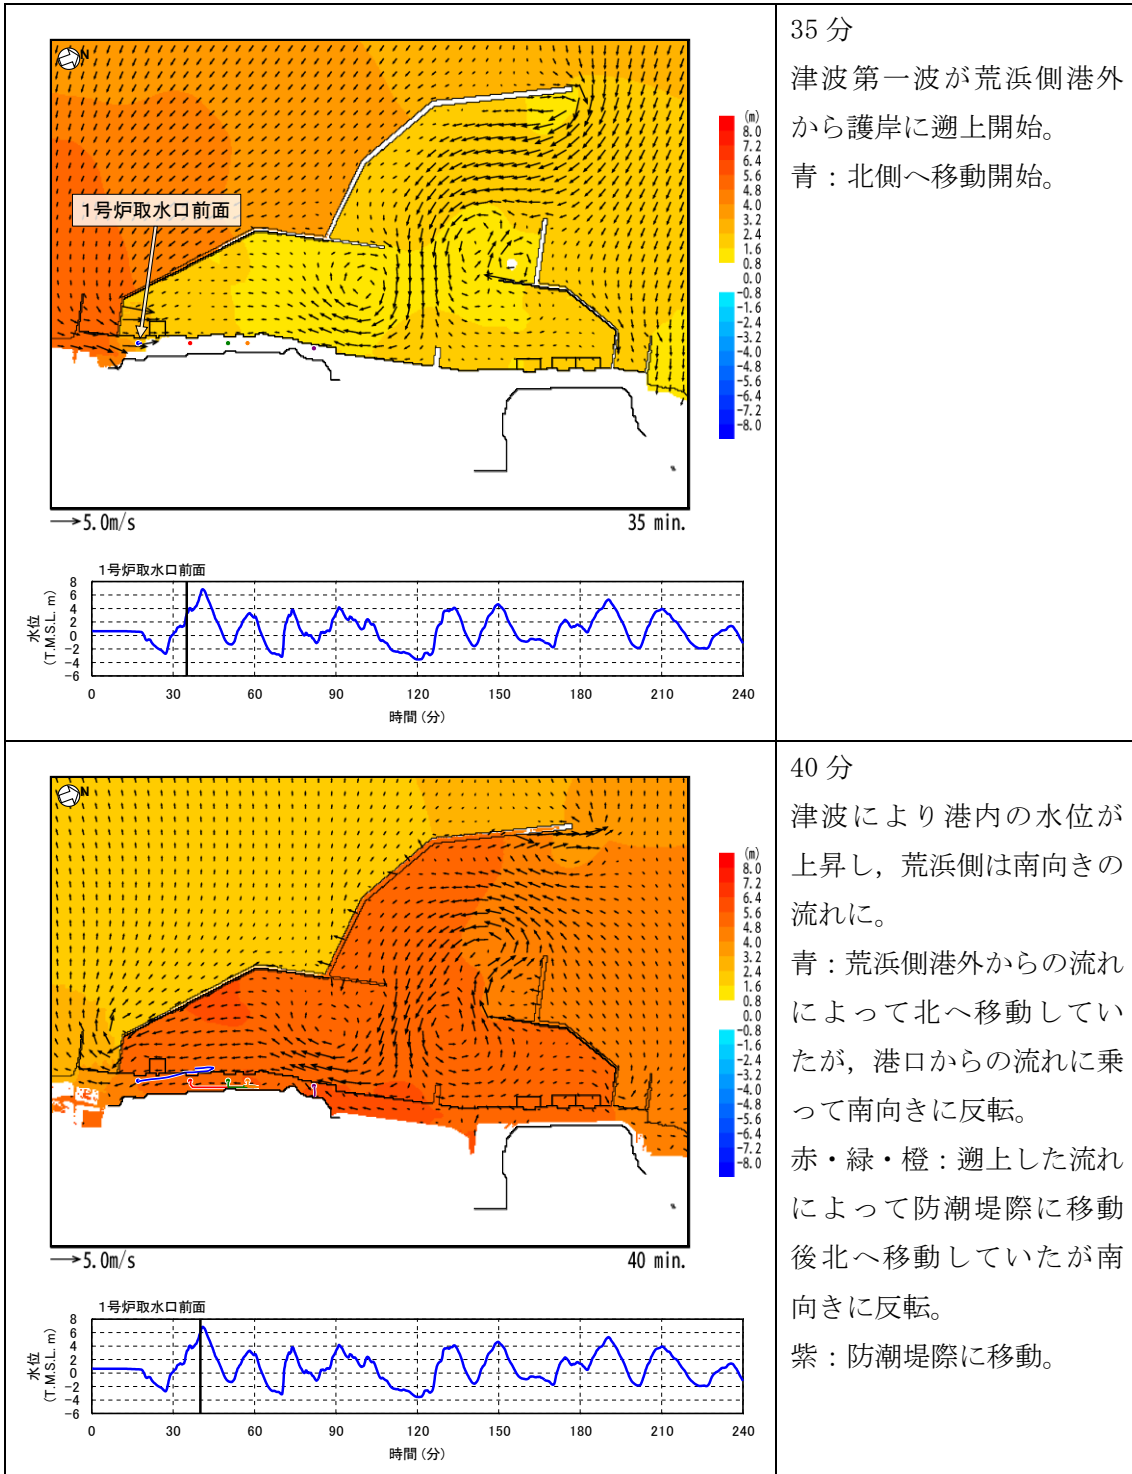 N
1号炉取水口前面
(m)
8.0
7.2
6.4
5.6
4.8
4.0
3.2
2.4
1.6
0.8
0.0
-0.8
-1.6
-2.4
-3.2
-4.0
-4.8
-5.6
-6.4
-7.2
-8.0
5.0m/s
35 min.
1号炉取水口前面
水位
(T.M.S.L. m)
8
6
4
2
0
-2
-4
-6
0 30 60 90 120 150 180 210 240
時間(分)
35 分
津波第一波が荒浜側港外
から護岸に遡上開始。
青：北側へ移動開始。
N
(m)
8.0
7.2
6.4
5.6
4.8
4.0
3.2
2.4
1.6
0.8
0.0
-0.8
-1.6
-2.4
-3.2
-4.0
-4.8
-5.6
-6.4
-7.2
-8.0
5.0m/s
40 min.
1号炉取水口前面
水位
(T.M.S.L. m)
8
6
4
2
0
-2
-4
-6
0 30 60 90 120 150 180 210 240
時間(分)
40 分
津波により港内の水位が
上昇し，荒浜側は南向きの
流れに。
青：荒浜側港外からの流れ
によって北へ移動してい
たが，港口からの流れに乗
って南向きに反転。
赤・緑・橙：遡上した流れ
によって防潮堤際に移動
後北へ移動していたが南
向きに反転。
紫：防潮堤際に移動。